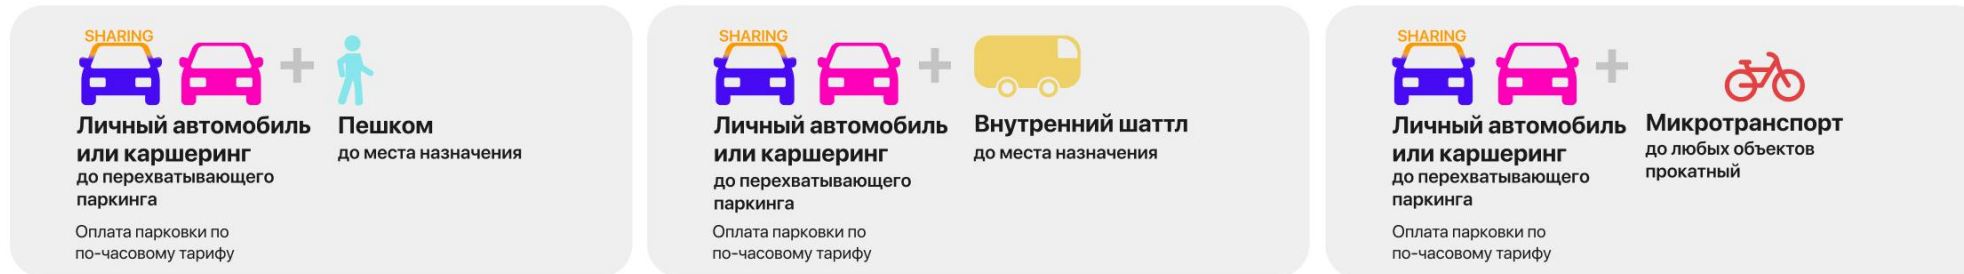 SHARING
Личный автомобиль
или каршеринг
до перехватывающего
паркинга
Оплата парковки по
по-часовому тарифу
Пешком
до места назначения
SHARING
Личный автомобиль
или каршеринг
до перехватывающего
паркинга
Оплата парковки по
по-часовому тарифу
Внутренний шаттл
до места назначения
SHARING
Личный автомобиль
или каршеринг
до перехватывающего
паркинга
Оплата парковки по
по-часовому тарифу
Микротранспорт
до любых объектов
прокатный